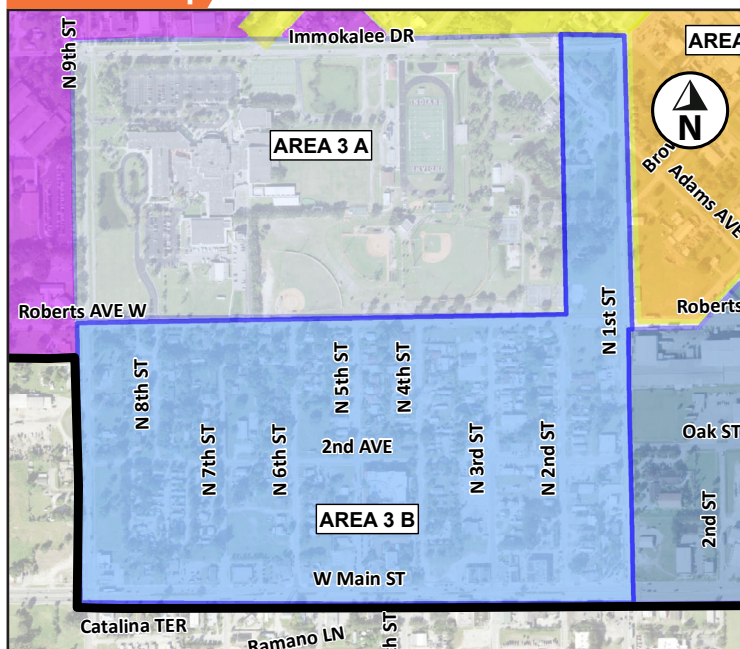 Immokalee DR
N 9th ST
AREA
AREA 3 A
N
Adams AVE
Roberts AVE W
Roberts
N 1st ST
N 8th ST
N 7th ST
N 6th ST
N 5th ST
N 4th ST
N 3rd ST
N 2nd ST
2nd AVE
Oak ST
2nd ST
AREA 3 B
W Main ST
Catalina TER
Ramano LN